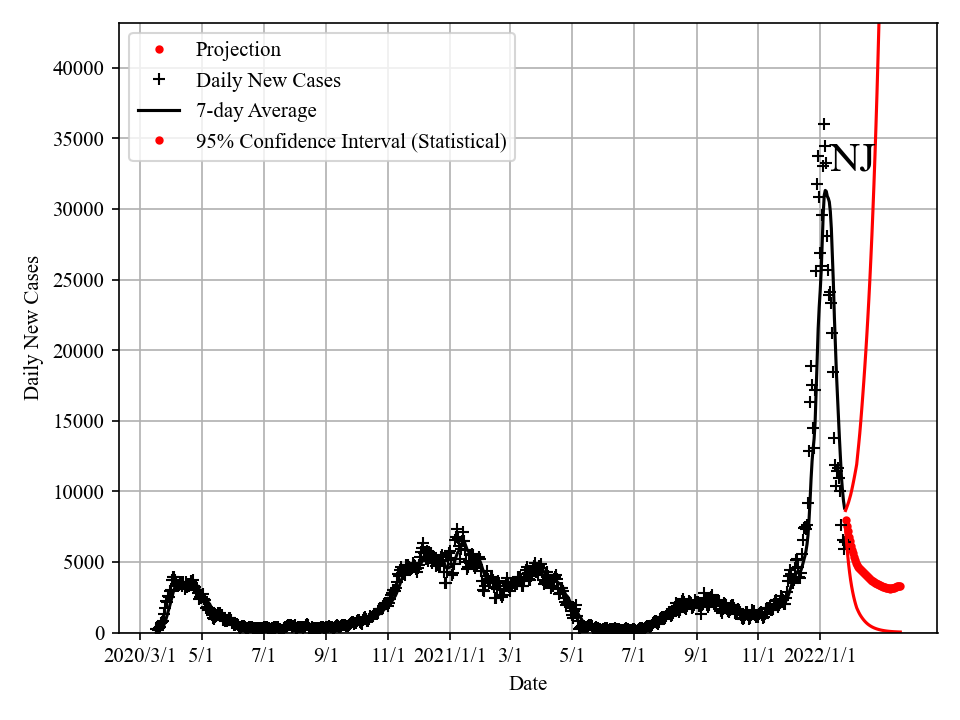 Projection
Daily New Cases
7-day Average
95% Confidence Interval (Statistical)
NJ
40000
35000
30000
25000
20000
15000
10000
5000
0
Daily New Cases
2020/3/1 5/1 7/1 9/1 11/1 2021/1/1 3/1 5/1 7/1 9/1 11/1 2022/1/1
Date